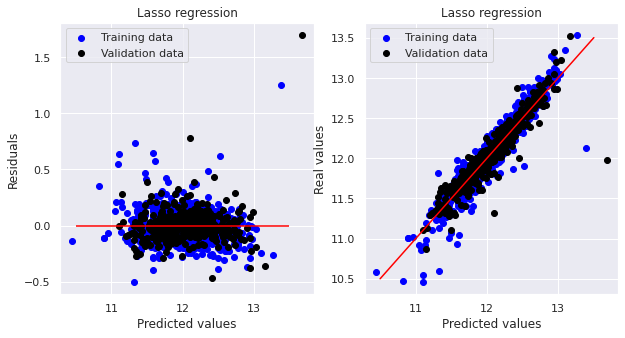 Lasso regression
Training data
Validation data
1.5
1.0
0.5
0.0
−0.5
Residuals
11
12
13
Predicted values
Lasso regression
Training data
Validation data
13.5
13.0
12.5
12.0
11.5
11.0
10.5
Real values
11
12
13
Predicted values